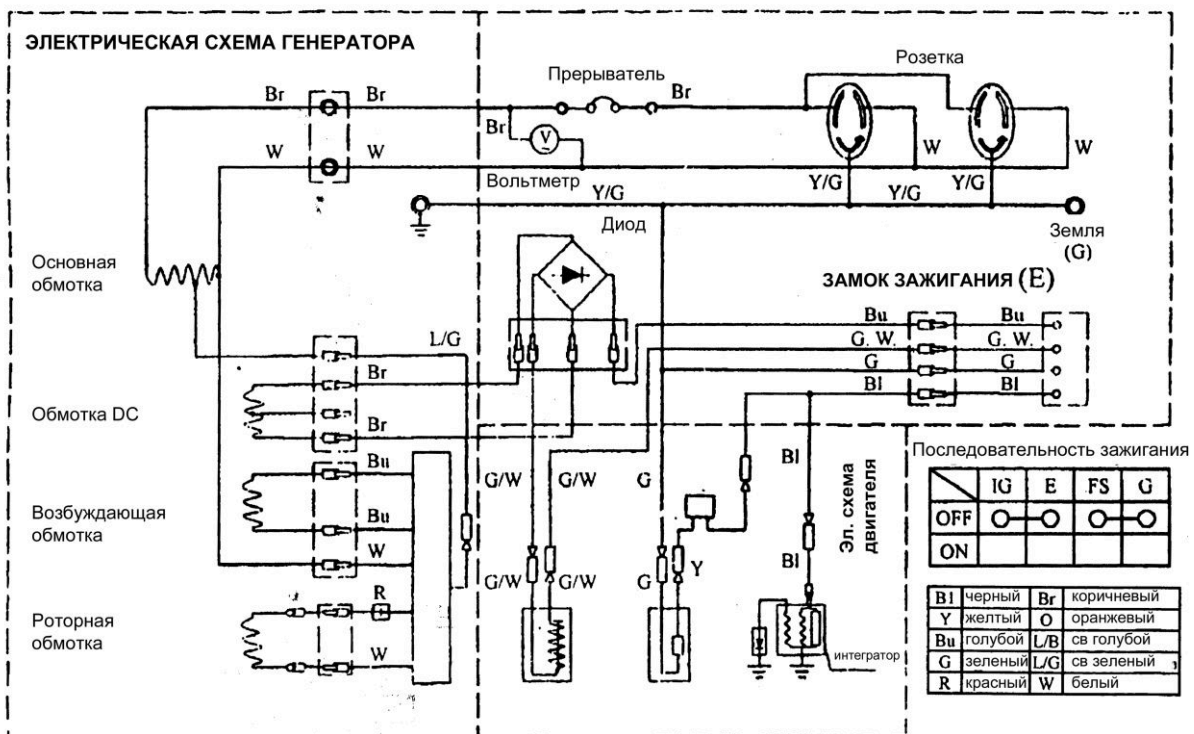 ЭЛЕКТРИЧЕСКАЯ СХЕМА ГЕНЕРАТОРА
Прерыватель
Розетка
Br
Br
Br
Br
W
W
V
W
W
Вольтметр
Y/G
Y/G
Y/G
Y/G
Диод
Земля
(G)
Основная
обмотка
ЗАМОК ЗАЖИГАНИЯ (E)
L/G
Bu
Bu
G. W.
G. W.
G
G
Bl
Bl
Br
Обмотка DC
Br
Возбуждающая
обмотка
Bu
Bu
W
G/W
G/W
G
Bl
Эл. схема
двигателя
G/W
G/W
G
Y
Bl
Роторная
обмотка
R
W
интегратор
Последовательность зажигания
IG E FS G
OFF
ON
Bl черный Br коричневый
Y желтый O оранжевый
Bu голубой L/B св голубой
G зеленый L/G св зеленый
R красный W белый